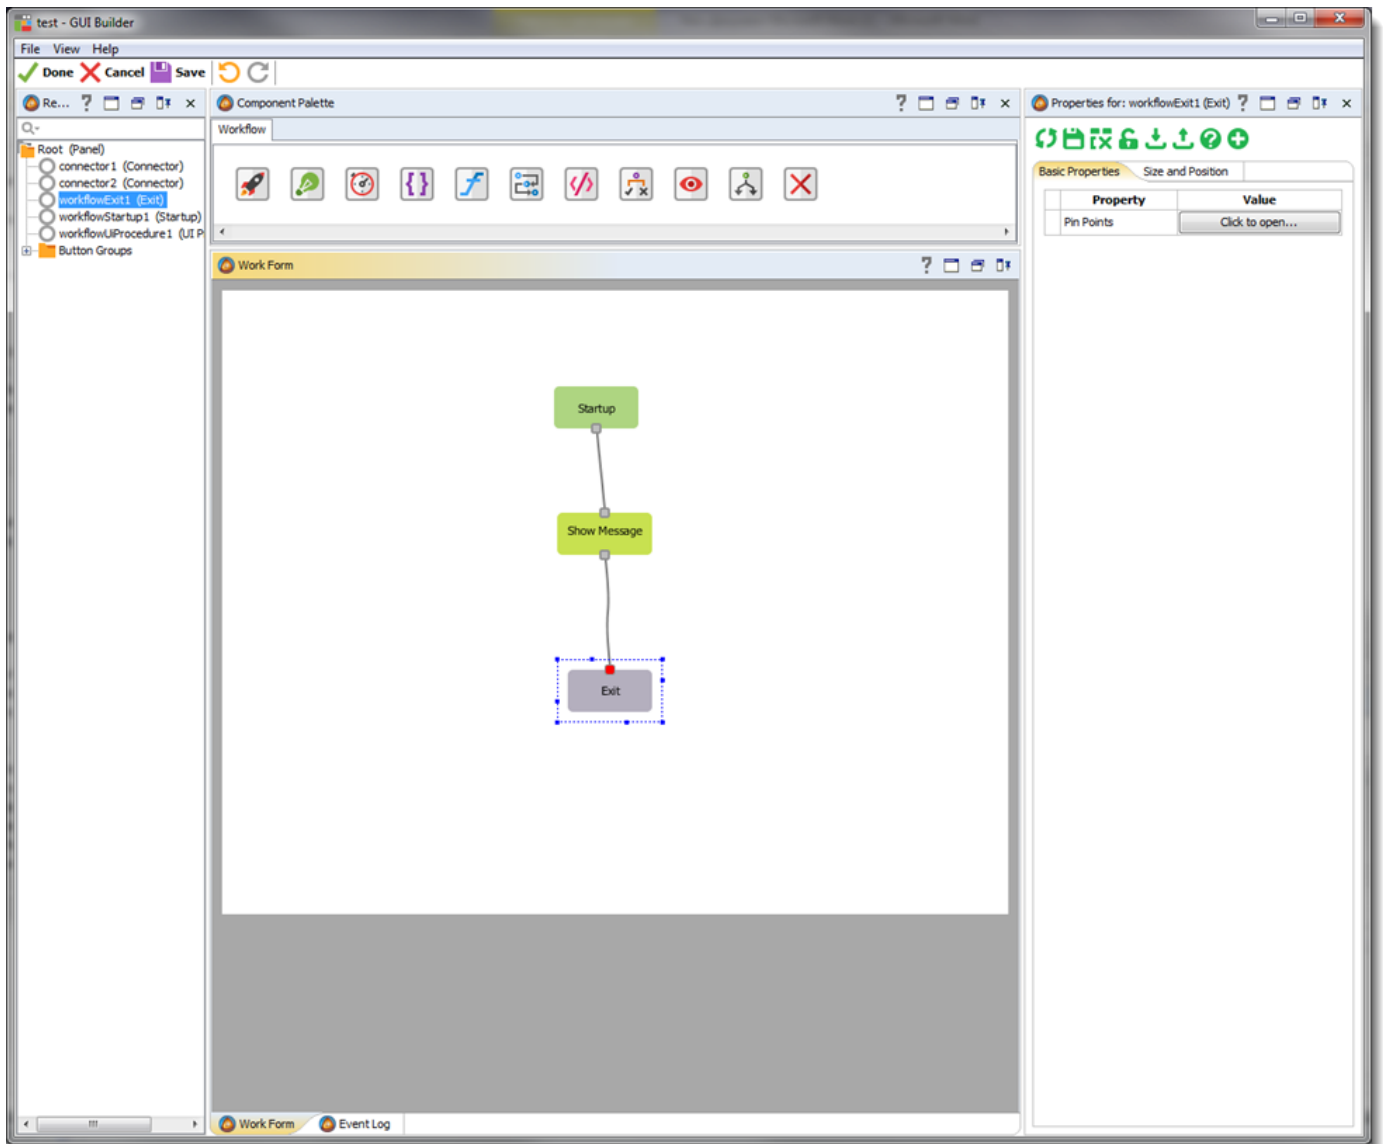 test - GUI Builder
File View Help
Done Cancel Save
Re... ?
Component Palette ?
Properties for: workflowExit1 (Exit) ?
Workflow
Root (Panel)
connector1 (Connector)
connector2 (Connector)
workflowExit1 (Exit)
workflowStartup1 (Startup)
workflowUiProcedure1 (UI P
Button Groups
Basic Properties Size and Position
Property Value
Pin Points Click to open...
Work Form ?
Startup
Show Message
Exit
Work Form Event Log